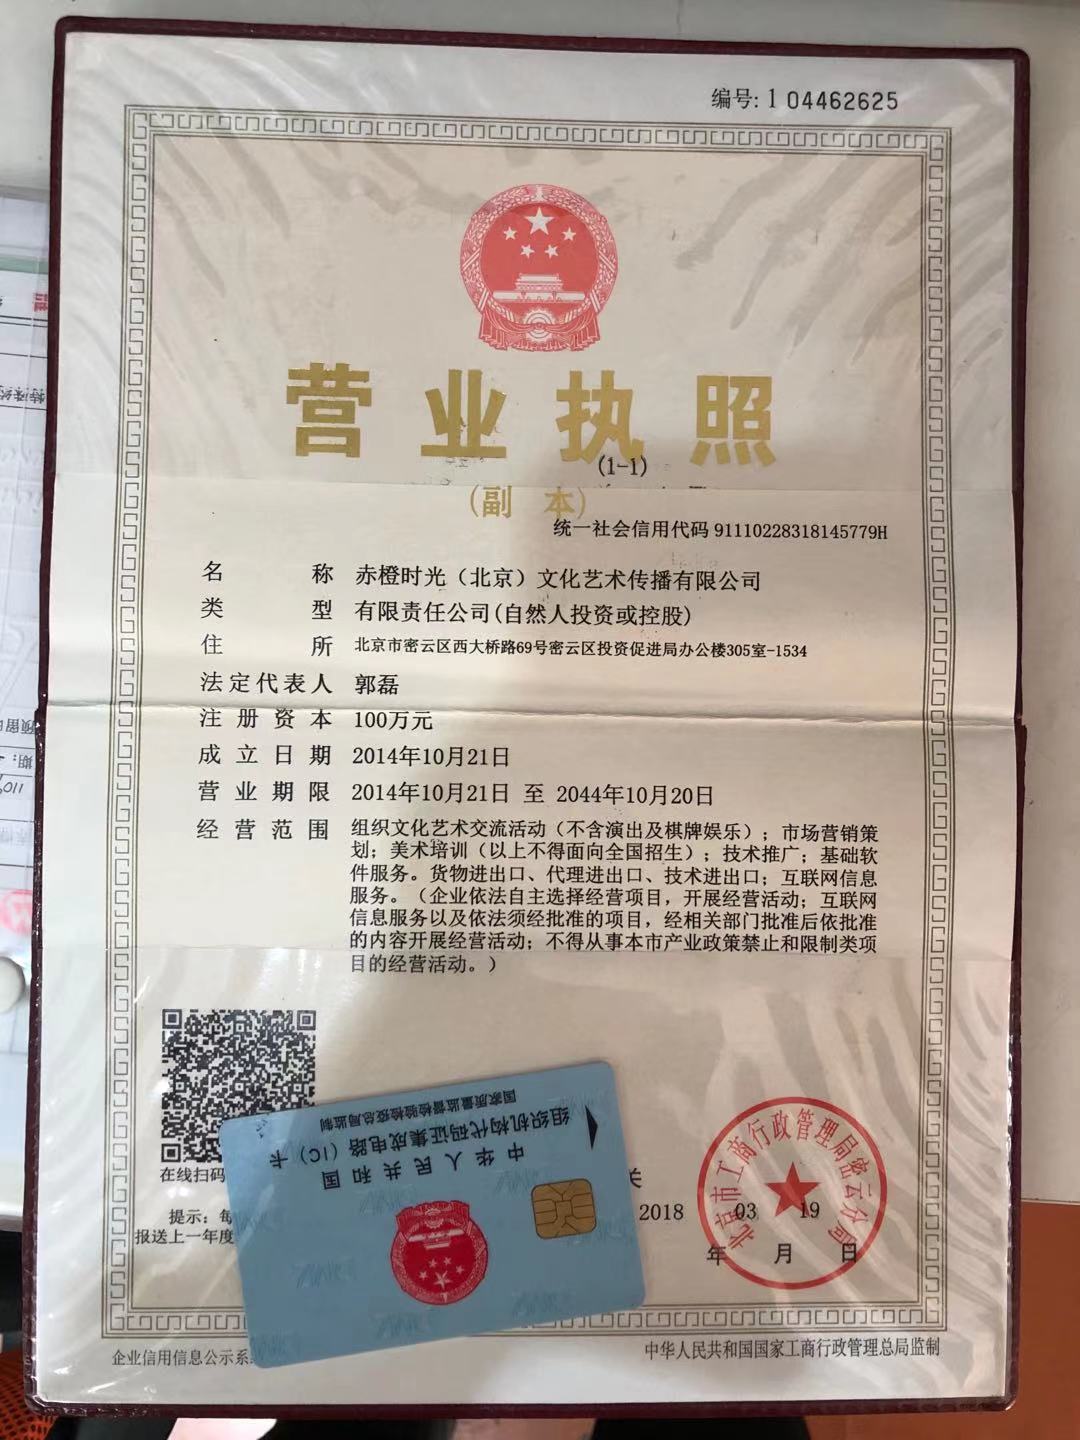 编号: 1 04462625
营业执照
(1-1)
(副 本)
统一社会信用代码 91110228318145779H
名 称 赤橙时光（北京）文化艺术传播有限公司
类 型 有限责任公司(自然人投资或控股)
住 所 北京市密云区西大桥路69号密云区投资促进局办公楼305室-1534
法定代表人 郭磊
注册资本 100万元
成立日期 2014年10月21日
营业期限 2014年10月21日 至 2044年10月20日
经营范围 组织文化艺术交流活动（不含演出及棋牌娱乐）；市场营销策
划；美术培训（以上不得面向全国招生）；技术推广；基础软
件服务。货物进出口、代理进出口、技术进出口；互联网信息
服务。（企业依法自主选择经营项目，开展经营活动；互联网
信息服务以及依法须经批准的项目，经相关部门批准后依批准
的内容开展经营活动；不得从事本市产业政策禁止和限制类项
目的经营活动。）
在线扫码
提示：每
报送上一年度
中华人民共和国
组织机构代码证集成电路（IC）卡
国家质量监督检验检疫总局监制
北京市工商行政管理局密云分局
2018 03 19
年 月 日
企业信用信息公示系
中华人民共和国国家工商行政管理总局监制